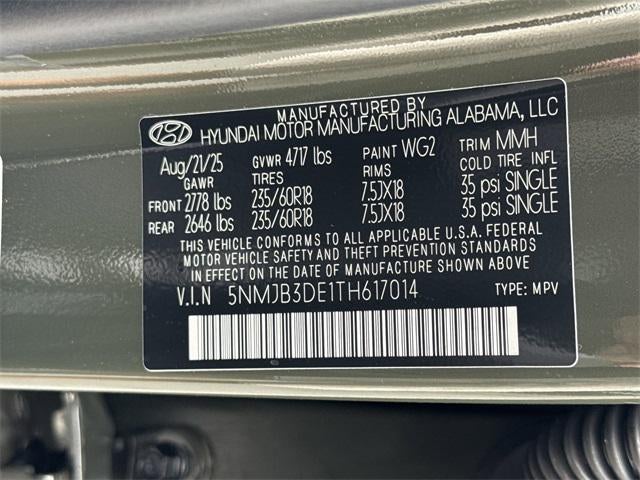 MANUFACTURED BY
HYUNDAI MOTOR MANUFACTURING ALABAMA, LLC
Aug/21/25 GVWR 4717 lbs PAINT WG2 TRIM MMH
GAWR TIRES RIMS COLD TIRE INFL
FRONT 2778 lbs 235/60R18 7.5JX18 35 psi SINGLE
REAR 2646 lbs 235/60R18 7.5JX18 35 psi SINGLE
THIS VEHICLE CONFORMS TO ALL APPLICABLE U.S.A. FEDERAL
MOTOR VEHICLE SAFETY AND THEFT PREVENTION STANDARDS
IN EFFECT ON THE DATE OF MANUFACTURE SHOWN ABOVE.
V.I.N 5NMJB3DE1TH617014 TYPE: MPV